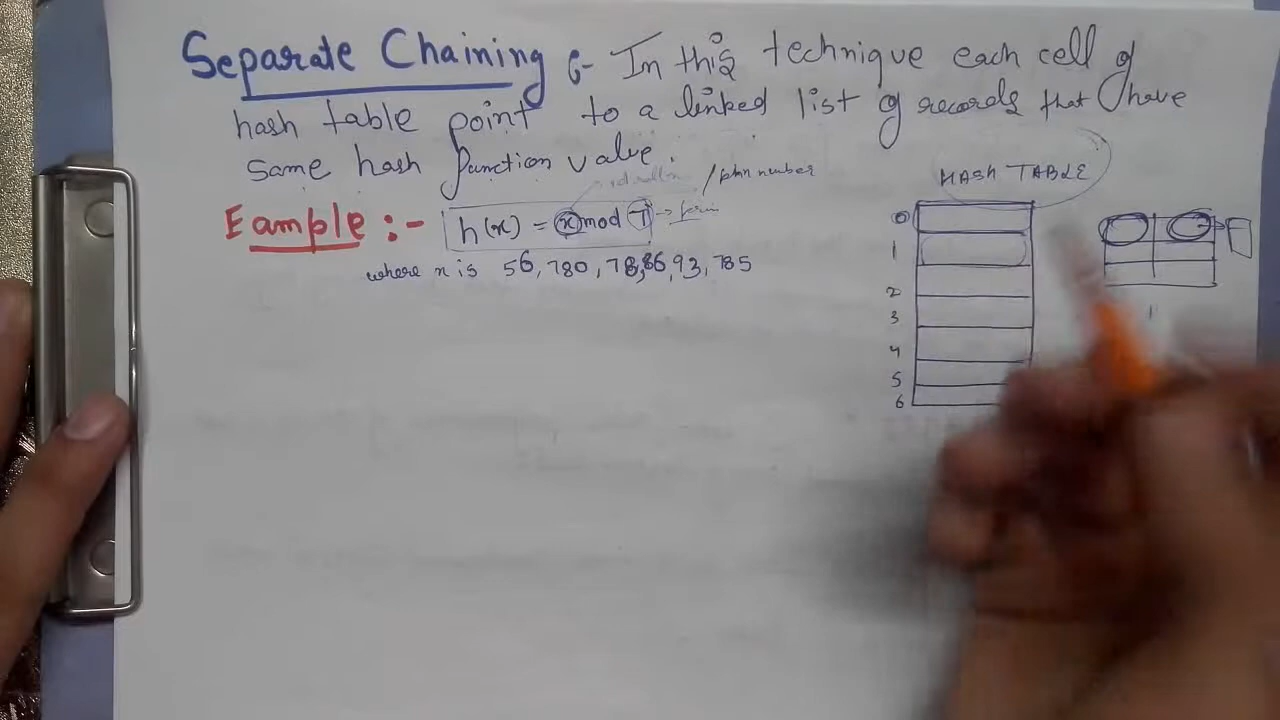 Separate Chaining :- In this technique each cell of
hash table point to a linked list of records that have
same hash function value.
/phn number
HASH TABLE
Eample :- h(x) = x mod 7 →
where x is 56, 780, 78,86, 93, 785
0
1
2
3
4
5
6